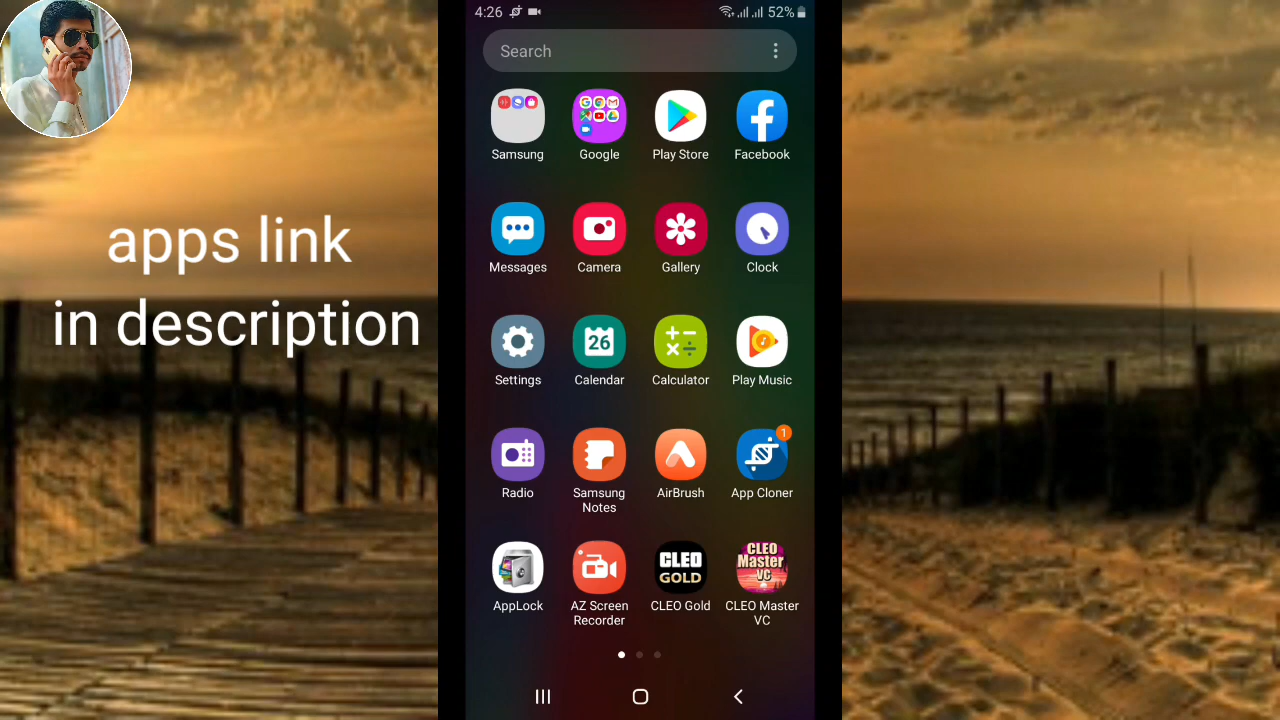 4:26
52%
Search
Samsung
Google
Play Store
Facebook
Messages
Camera
Gallery
Clock
Settings
26
Calendar
Calculator
Play Music
Radio
Samsung
Notes
AirBrush
1
App Cloner
AppLock
AZ Screen
Recorder
CLEO
GOLD
CLEO Gold
CLEO
Master
VC
CLEO Master
VC
apps link
in description